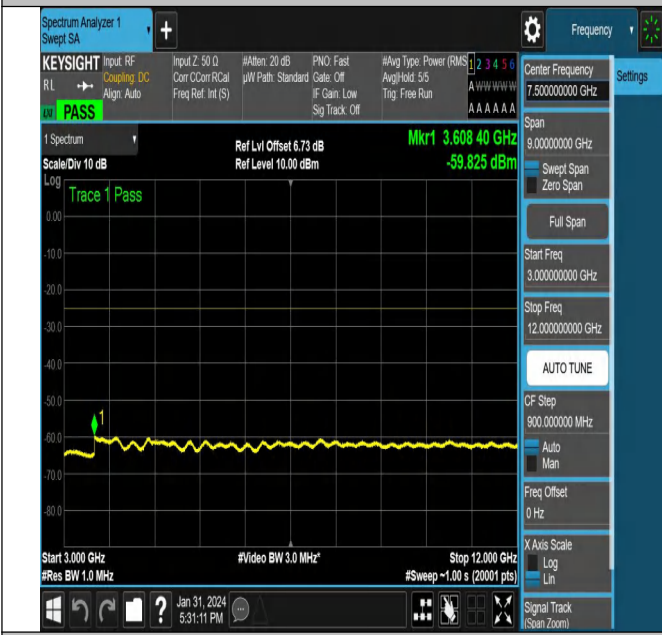 Spectrum Analyzer 1
Swept SA
+
Frequency
KEYSIGHT
RL
PASS
Input: RF
Coupling: DC
Align: Auto
Input Z: 50 Ω
Corr CCorr RCal
Freq Ref: Int (S)
#Atten: 20 dB
µW Path: Standard
PNO: Fast
Gate: Off
IF Gain: Low
Sig Track: Off
#Avg Type: Power (RMS
Avg|Hold: 5/5
Trig: Free Run
1 2 3 4 5 6
A W W W W W
A A A A A A
Center Frequency
7.500000000 GHz
Settings
Span
9.00000000 GHz
Swept Span
Zero Span
Full Span
Start Freq
3.000000000 GHz
Stop Freq
12.000000000 GHz
AUTO TUNE
CF Step
900.000000 MHz
Auto
Man
Freq Offset
0 Hz
X Axis Scale
Log
Lin
Signal Track
(Span Zoom)
1 Spectrum
Scale/Div 10 dB
Ref Lvl Offset 6.73 dB
Ref Level 10.00 dBm
Mkr1 3.608 40 GHz
-59.825 dBm
Log
Trace 1 Pass
0.00
-10.0
-20.0
-30.0
-40.0
-50.0
-60.0
-70.0
-80.0
1
Start 3.000 GHz
#Res BW 1.0 MHz
#Video BW 3.0 MHz*
Stop 12.000 GHz
#Sweep ~1.00 s (20001 pts)
?
Jan 31, 2024
5:31:11 PM